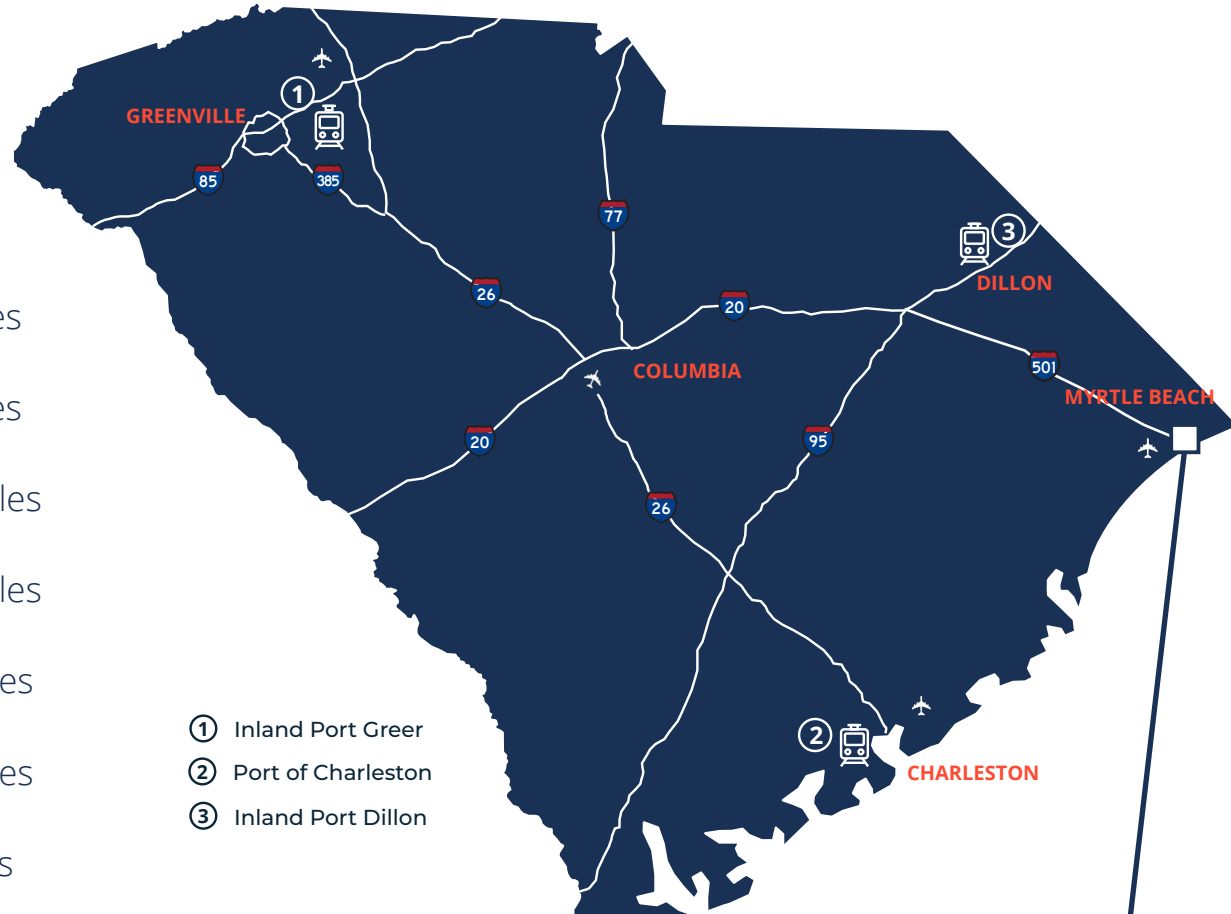 1
GREENVILLE
85
385
77
3
DILLON
26
20
COLUMBIA
501
MYRTLE BEACH
20
95
26
2
CHARLESTON
1 Inland Port Greer
2 Port of Charleston
3 Inland Port Dillon